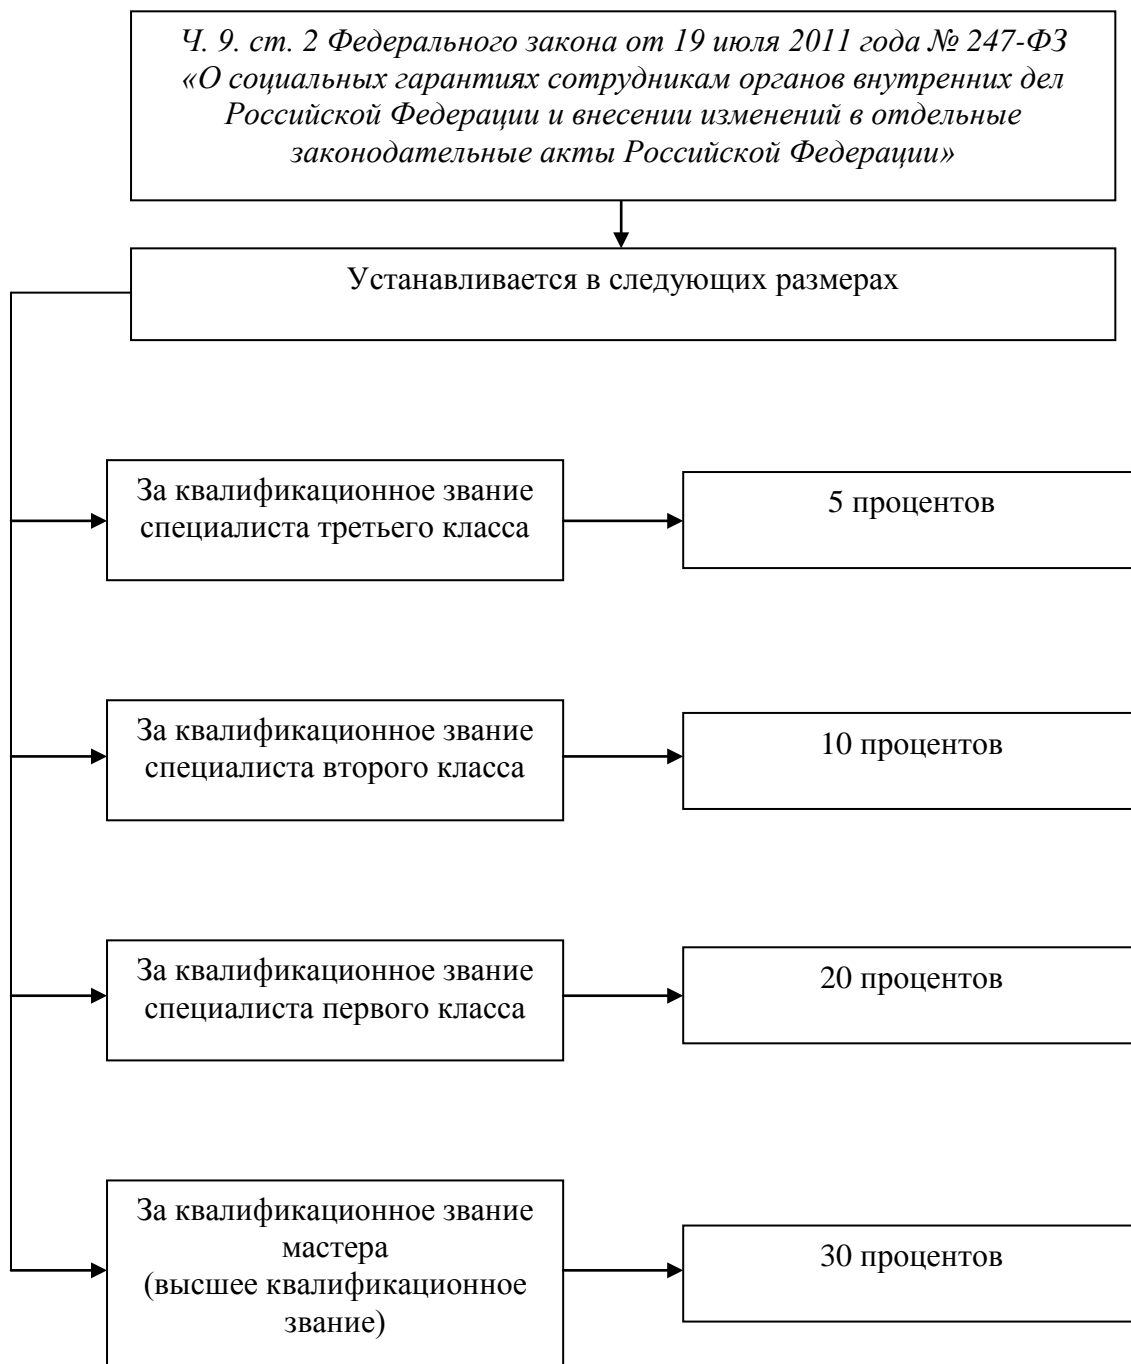 Ч. 9. ст. 2 Федерального закона от 19 июля 2011 года № 247-ФЗ
«О социальных гарантиях сотрудникам органов внутренних дел
Российской Федерации и внесении изменений в отдельные
законодательные акты Российской Федерации»
Устанавливается в следующих размерах
За квалификационное звание
специалиста третьего класса
5 процентов
За квалификационное звание
специалиста второго класса
10 процентов
За квалификационное звание
специалиста первого класса
20 процентов
За квалификационное звание
мастера
(высшее квалификационное
звание)
30 процентов